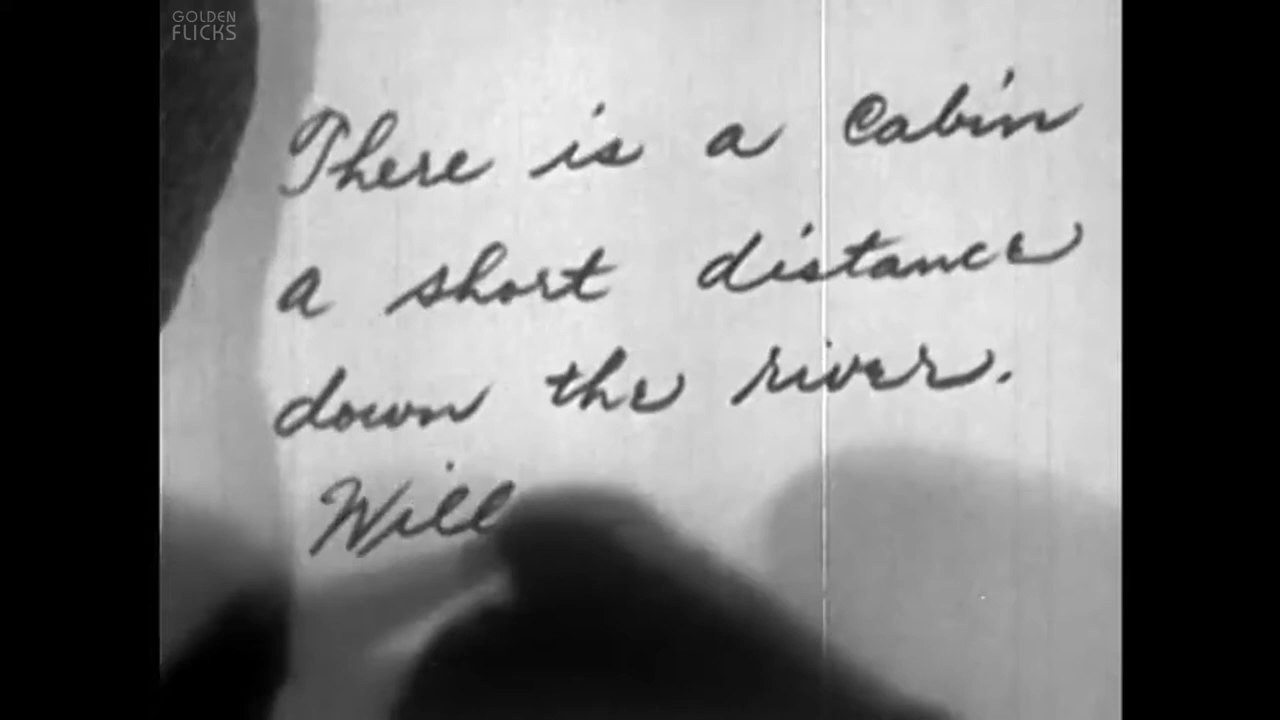 GOLDEN
FLICKS
There is a cabin
a short distance
down the river.
Will